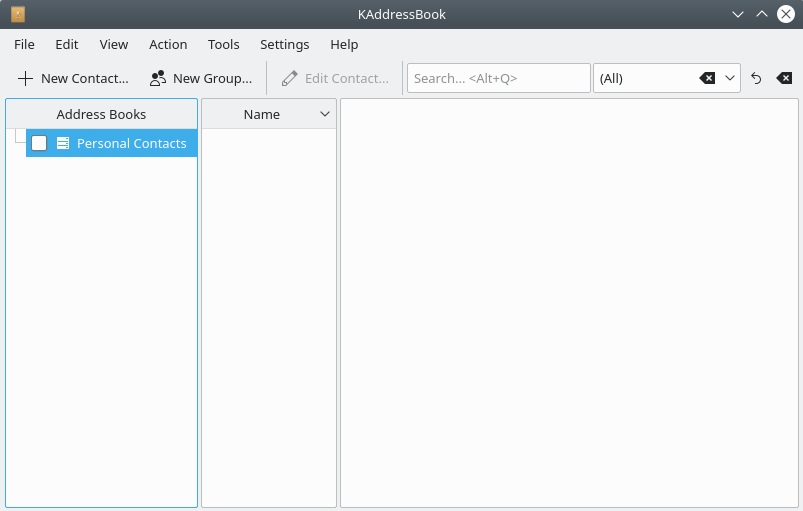 KAddressBook
File Edit View Action Tools Settings Help
New Contact... New Group... Edit Contact... Search... <Alt+Q> (All)
Address Books Name
Personal Contacts